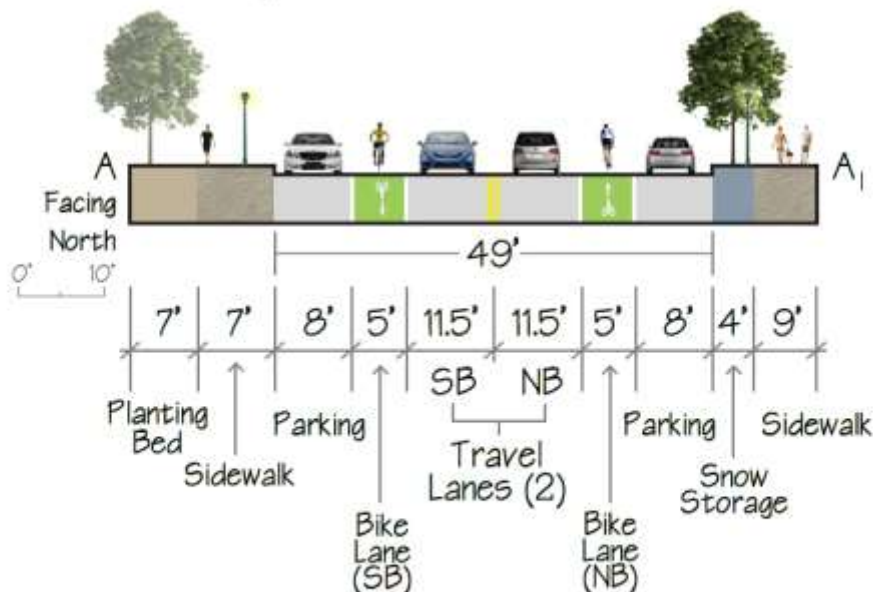 A
A
Facing
North
0'
10'
49'
7'
7'
8'
5'
11.5'
11.5'
5'
8'
4'
9'
SB
NB
Planting
Bed
Sidewalk
Parking
Bike
Lane
(SB)
Travel
Lanes (2)
Bike
Lane
(NB)
Parking
Snow
Storage
Sidewalk